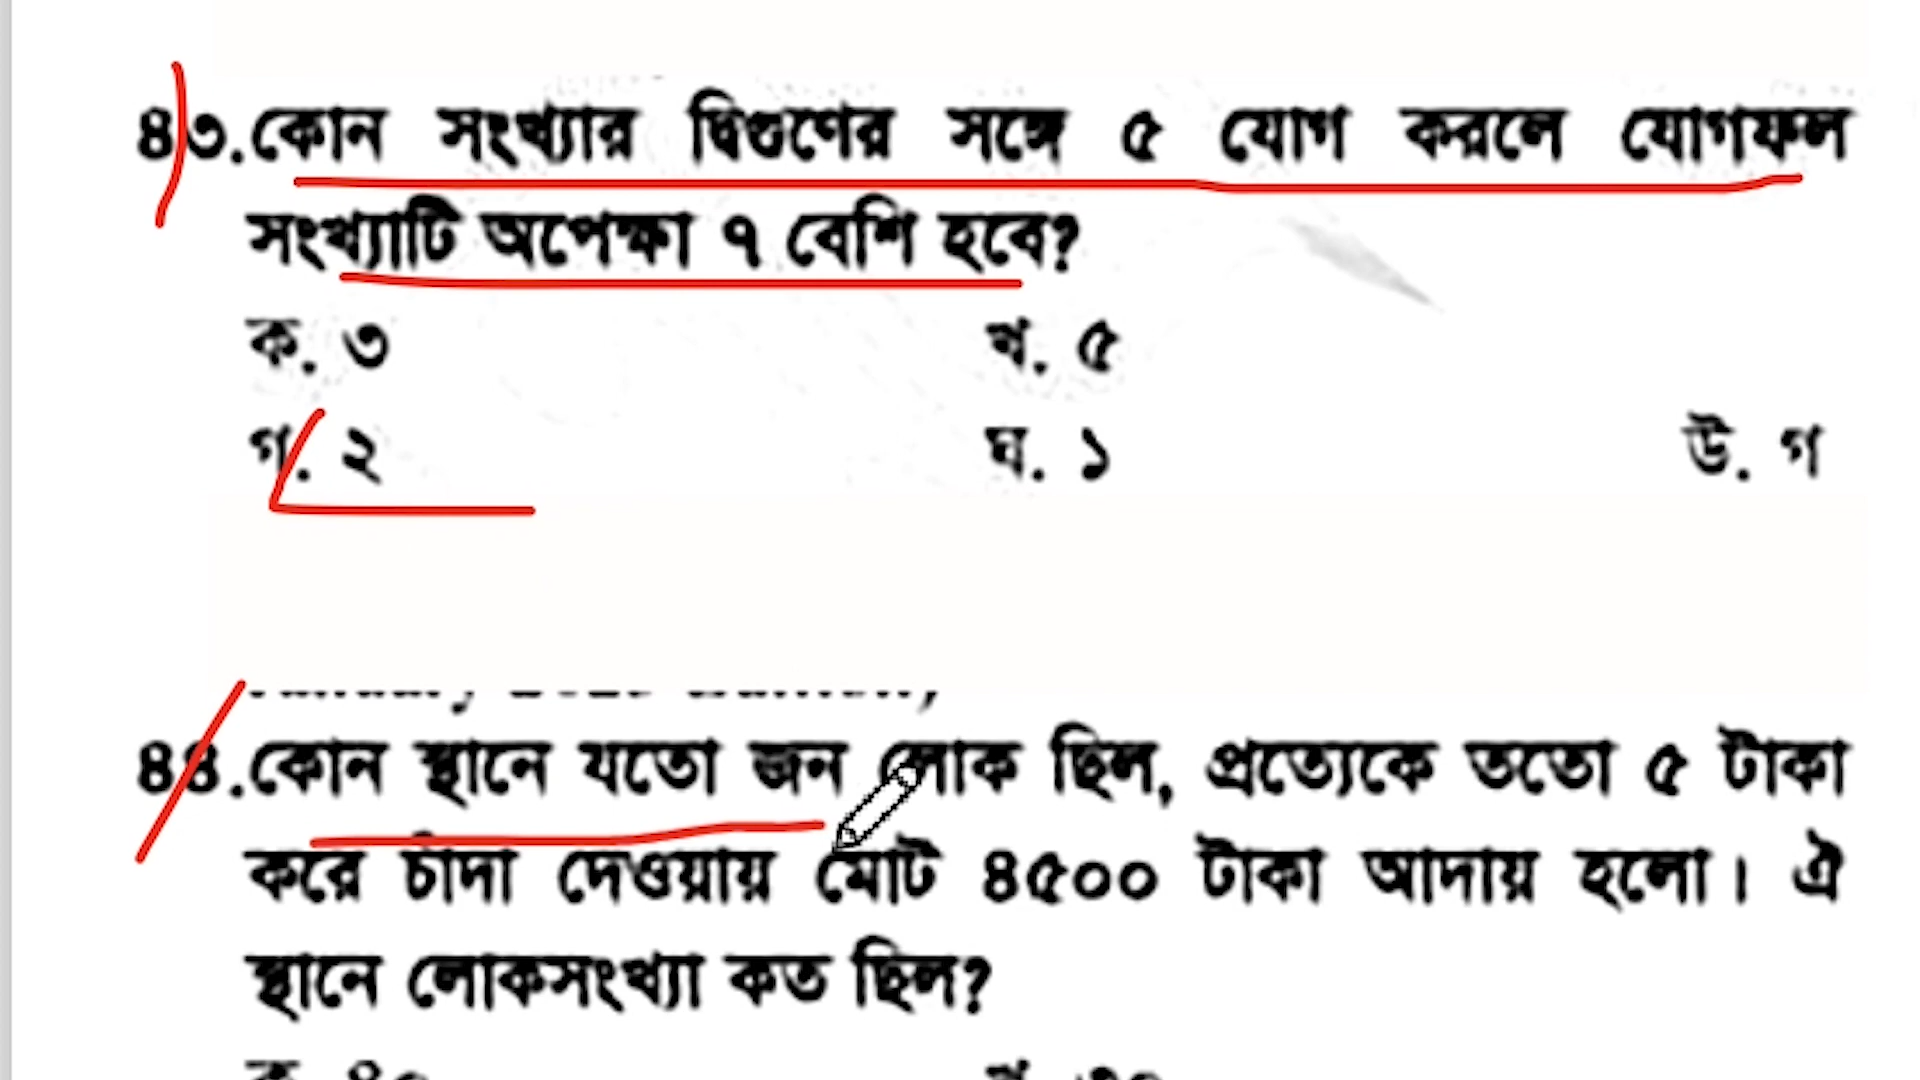 ৪৩.কোন সংখ্যার দ্বিগুণের সঙ্গে ৫ যোগ করলে যোগফল
সংখ্যাটি অপেক্ষা ৭ বেশি হবে?
ক. ৩ খ. ৫
গ. ২ ঘ. ১ উ. গ
৪৪.কোন স্থানে যতো জন লোক ছিল, প্রত্যেকে ততো ৫ টাকা
করে চাঁদা দেওয়ায় মোট ৪৫০০ টাকা আদায় হলো। ঐ
স্থানে লোকসংখ্যা কত ছিল?